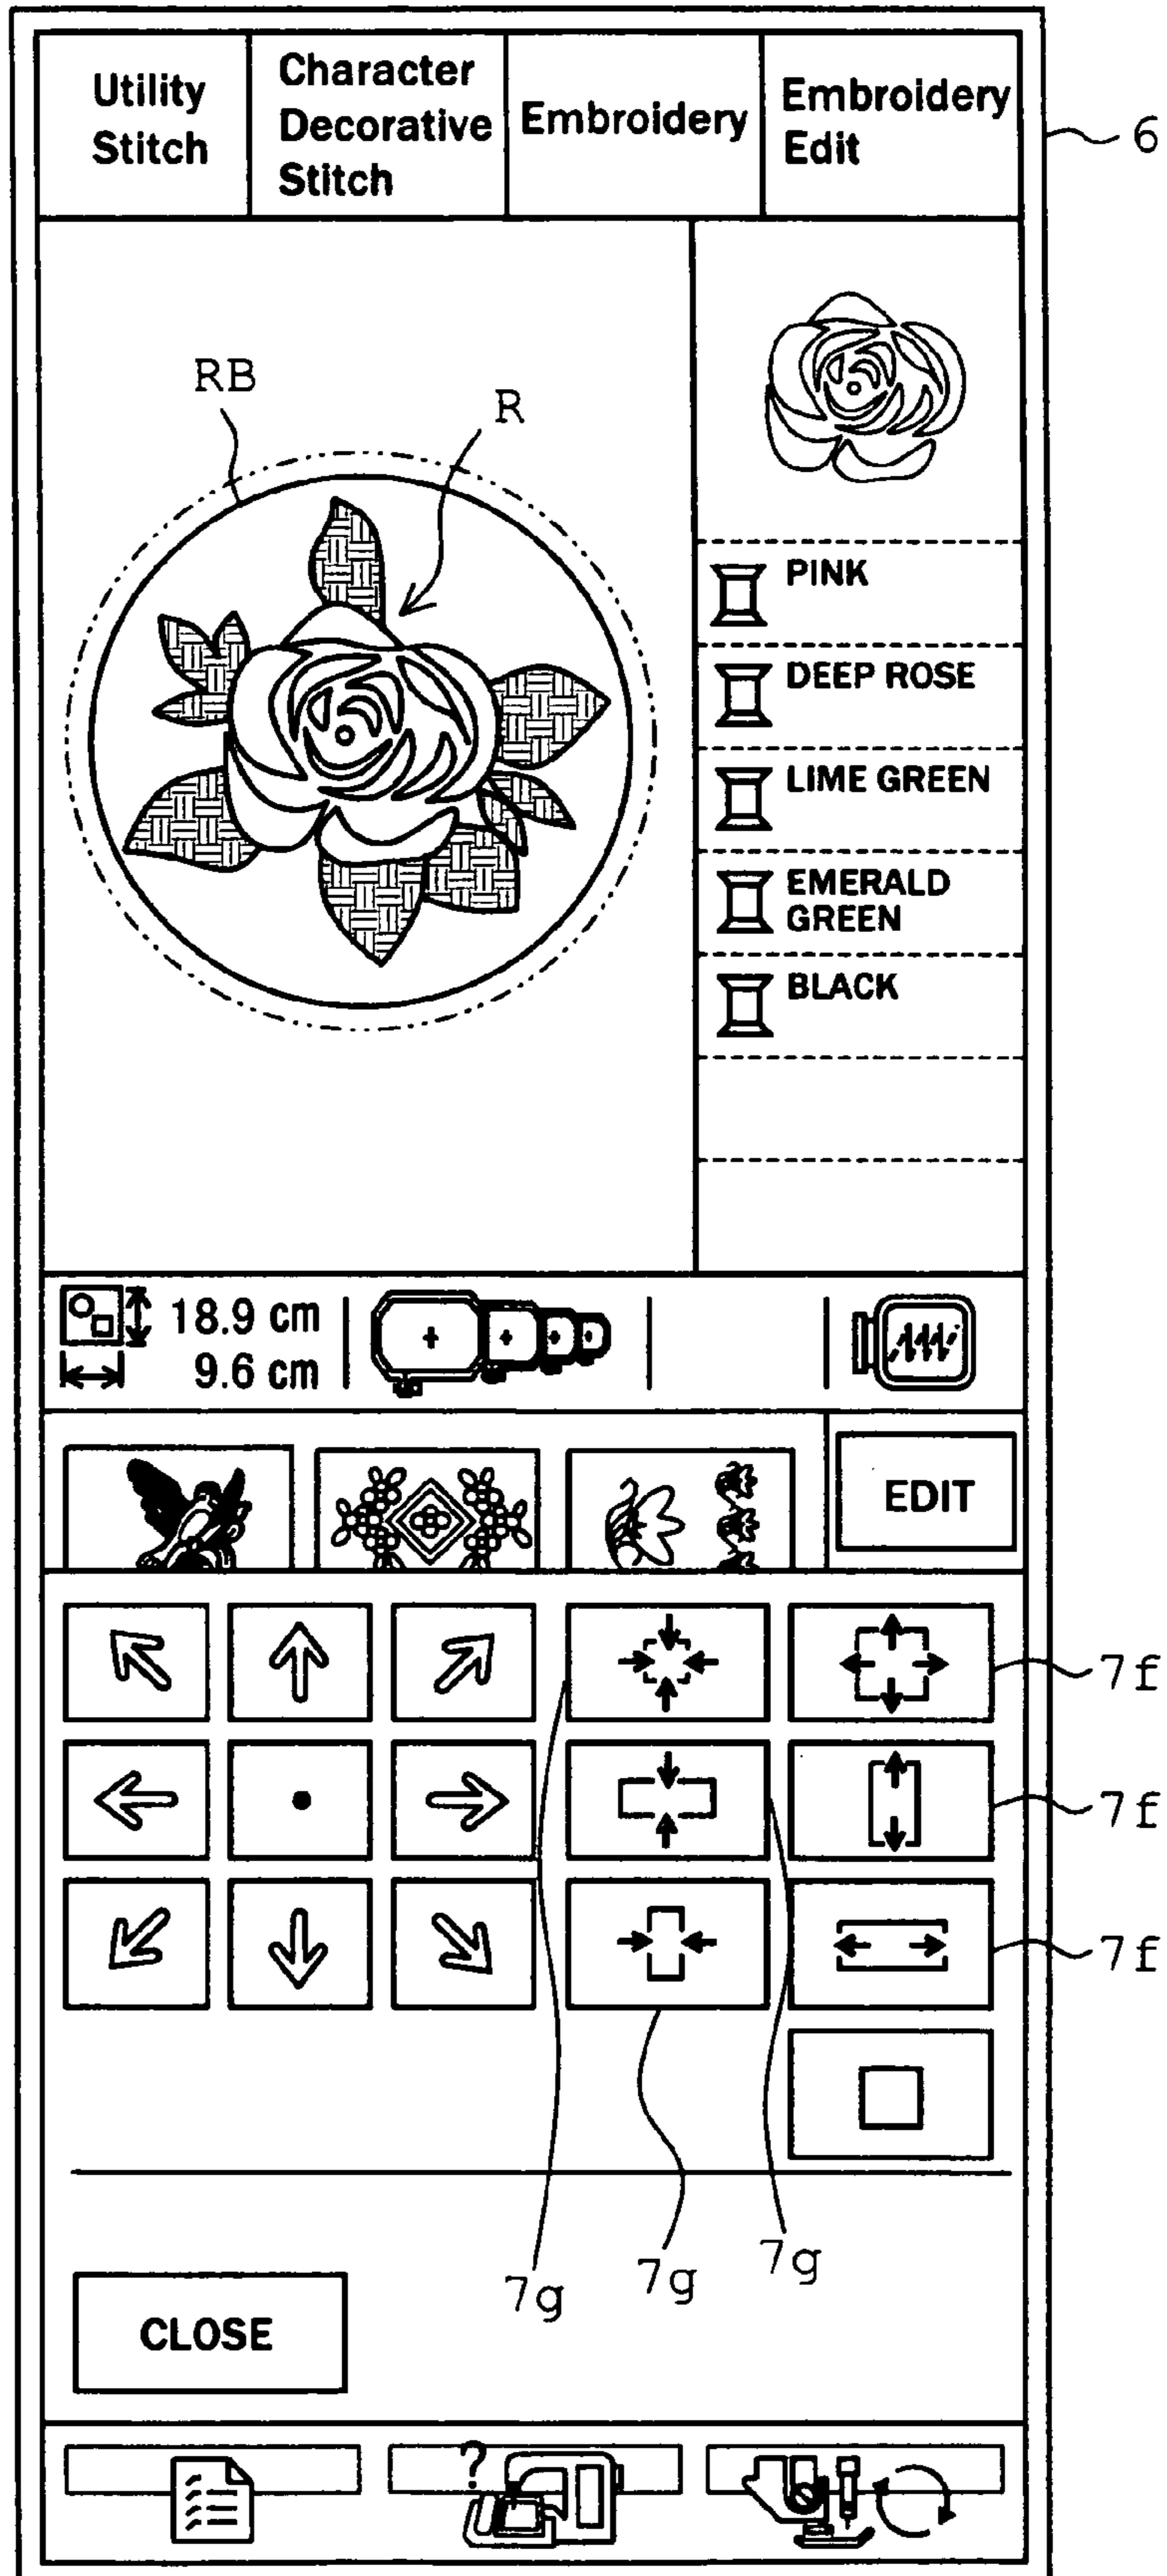 Utility
Stitch
Character
Decorative
Stitch
Embroidery
Embroidery
Edit
6
RB
R
PINK
DEEP ROSE
LIME GREEN
EMERALD
GREEN
BLACK
18.9 cm
9.6 cm
EDIT
7f
7f
7f
7g
7g
7g
CLOSE
?